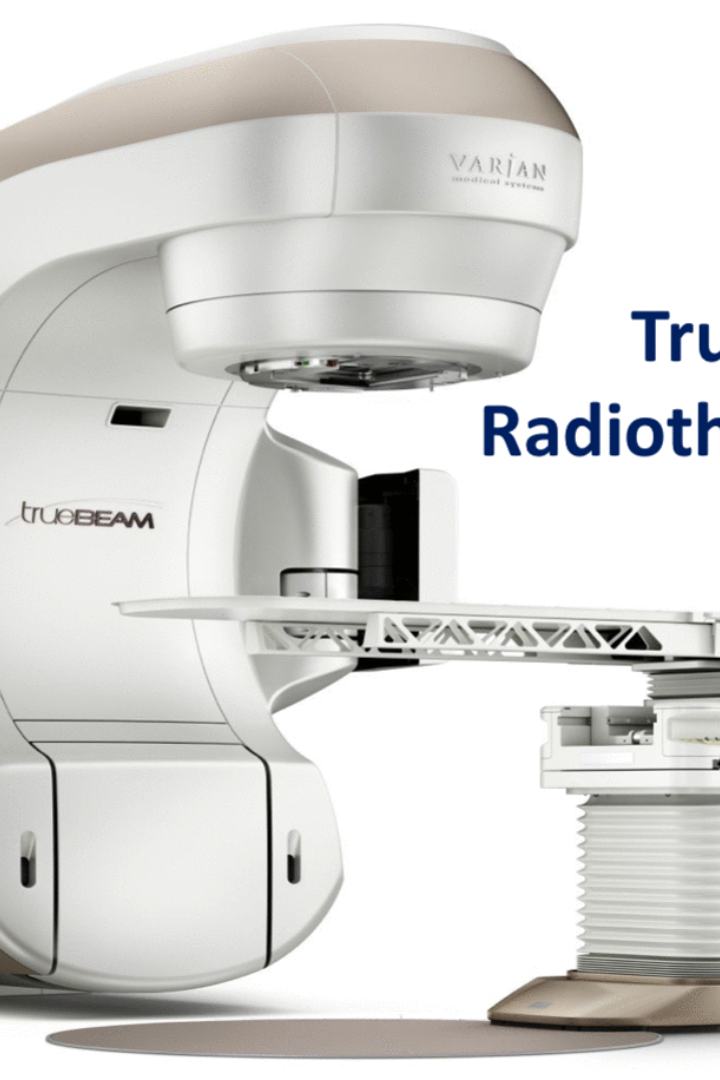 VARIAN
medical systems
Tru
Radioth
trueBEAM